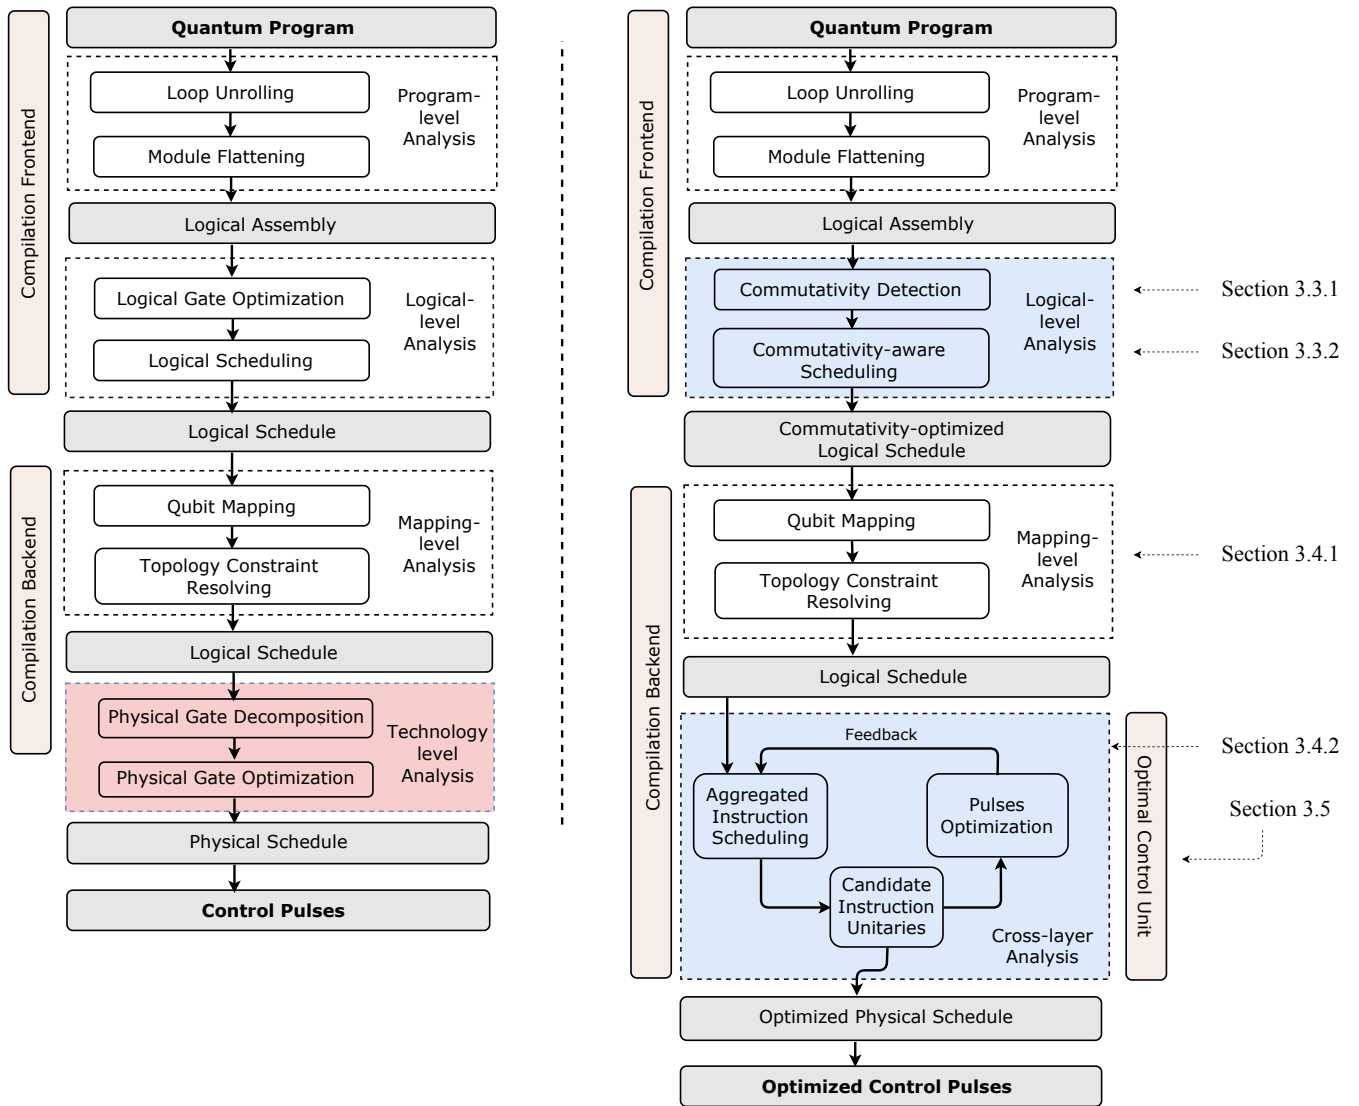 Compilation Frontend
Quantum Program
Loop Unrolling
Module Flattening
Program-
level
Analysis
Logical Assembly
Logical Gate Optimization
Logical Scheduling
Logical-
level
Analysis
Logical Schedule
Compilation Backend
Qubit Mapping
Topology Constraint
Resolving
Mapping-
level
Analysis
Logical Schedule
Physical Gate Decomposition
Physical Gate Optimization
Technology
level
Analysis
Physical Schedule
Control Pulses
Compilation Frontend
Quantum Program
Loop Unrolling
Module Flattening
Program-
level
Analysis
Logical Assembly
Commutativity Detection
Commutativity-aware
Scheduling
Logical-
level
Analysis
Section 3.3.1
Section 3.3.2
Commutativity-optimized
Logical Schedule
Compilation Backend
Qubit Mapping
Topology Constraint
Resolving
Mapping-
level
Analysis
Section 3.4.1
Logical Schedule
Feedback
Aggregated
Instruction
Scheduling
Pulses
Optimization
Candidate
Instruction
Unitaries
Cross-layer
Analysis
Optimal Control Unit
Section 3.4.2
Section 3.5
Optimized Physical Schedule
Optimized Control Pulses